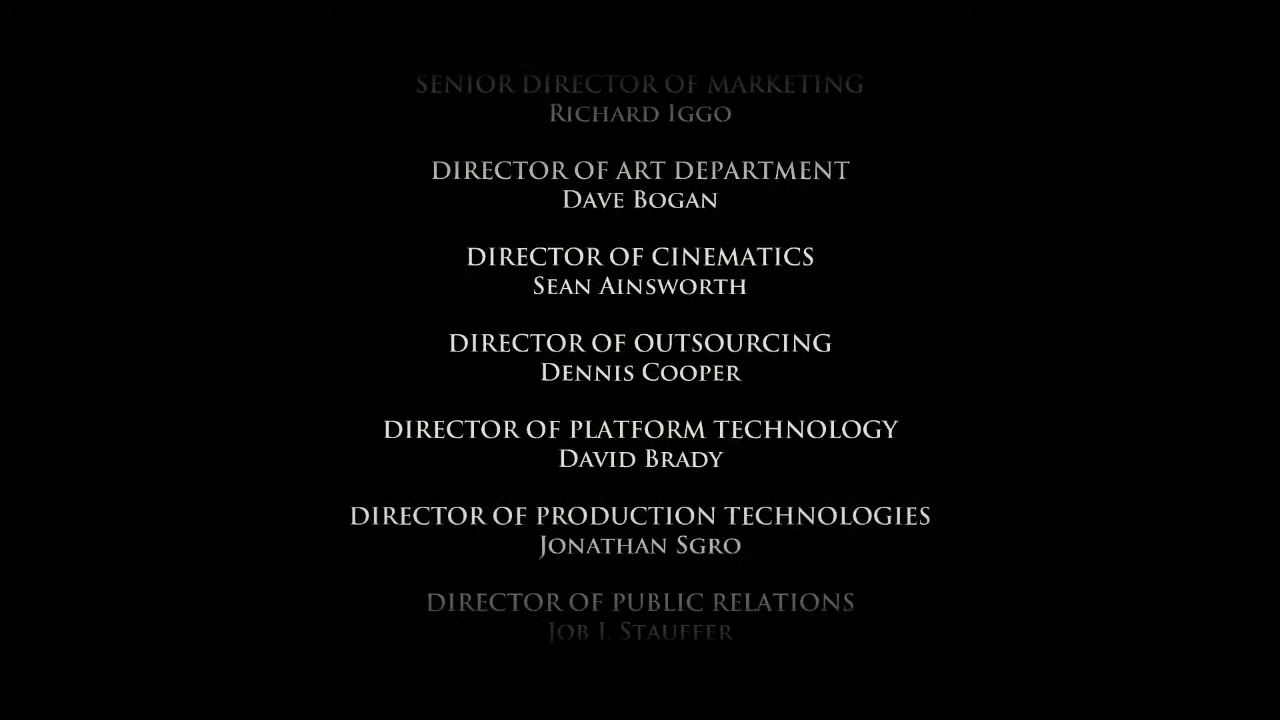 SENIOR DIRECTOR OF MARKETING
RICHARD IGGO
DIRECTOR OF ART DEPARTMENT
DAVE BOGAN
DIRECTOR OF CINEMATICS
SEAN AINSWORTH
DIRECTOR OF OUTSOURCING
DENNIS COOPER
DIRECTOR OF PLATFORM TECHNOLOGY
DAVID BRADY
DIRECTOR OF PRODUCTION TECHNOLOGIES
JONATHAN SGRO
DIRECTOR OF PUBLIC RELATIONS
JOB J. STAUFFER